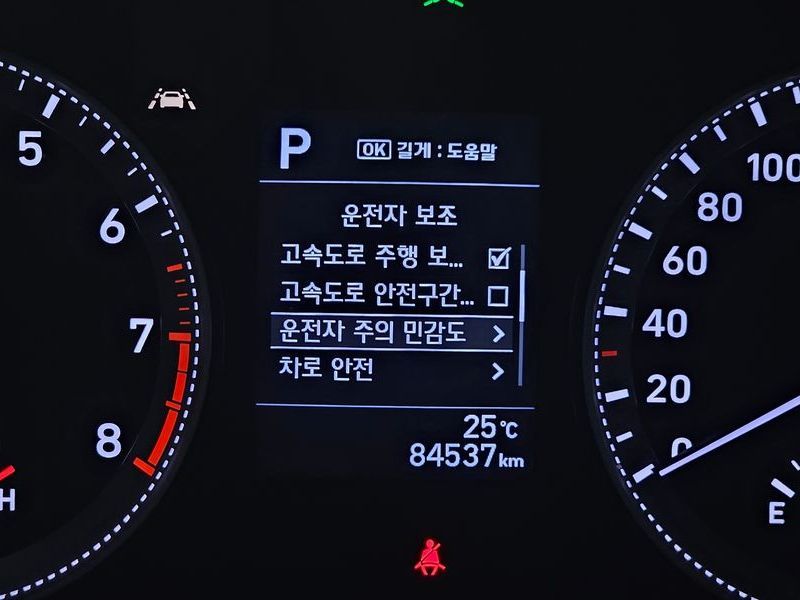 P
OK 길게 : 도움말
운전자 보조
고속도로 주행 보...
고속도로 안전구간...
운전자 주의 민감도
차로 안전
25℃
84537km
5
6
7
8
H
100
80
60
40
20
0
E